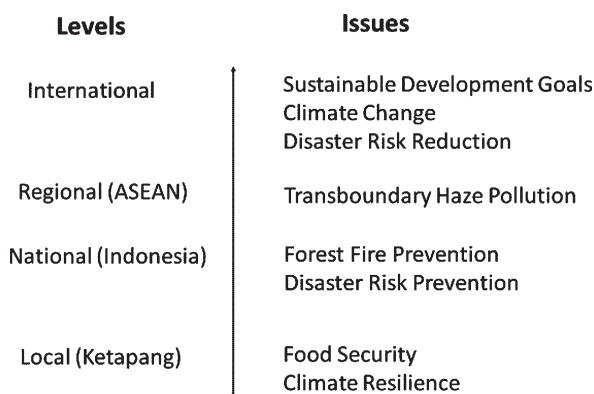 Levels
Issues
International
Sustainable Development Goals
Climate Change
Disaster Risk Reduction
Regional (ASEAN)
Transboundary Haze Pollution
National (Indonesia)
Forest Fire Prevention
Disaster Risk Prevention
Local (Ketapang)
Food Security
Climate Resilience